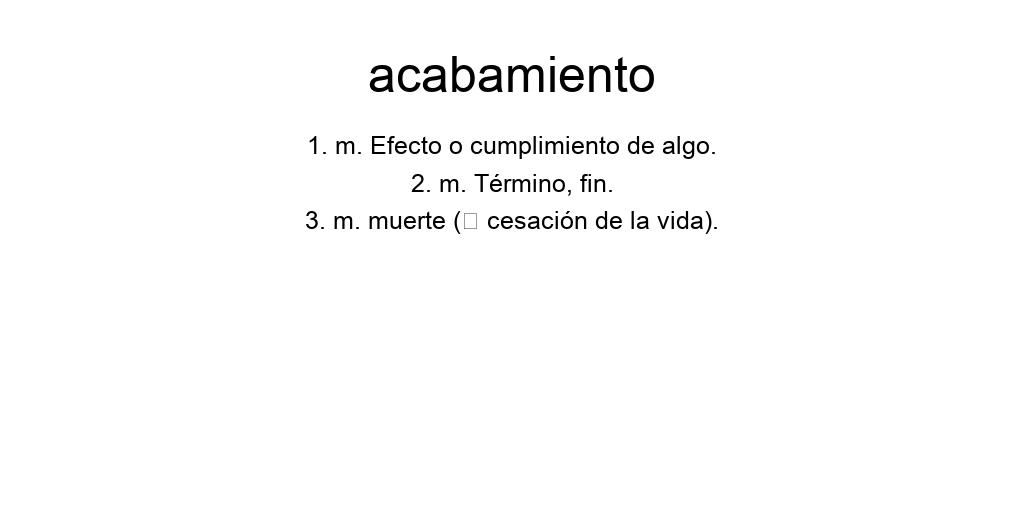 acabamiento
1. m. Efecto o cumplimiento de algo.
2. m. Término, fin.
3. m. muerte (□ cesación de la vida).